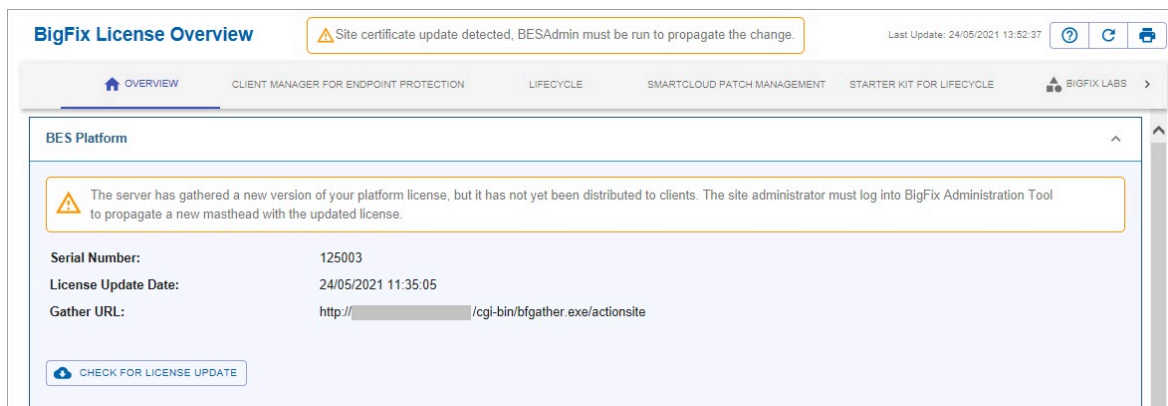 BigFix License Overview
Site certificate update detected, BESAdmin must be run to propagate the change.
Last Update: 24/05/2021 13:52:37
OVERVIEW
CLIENT MANAGER FOR ENDPOINT PROTECTION
LIFECYCLE
SMARTCLOUD PATCH MANAGEMENT
STARTER KIT FOR LIFECYCLE
BIGFIX LABS
BES Platform
The server has gathered a new version of your platform license, but it has not yet been distributed to clients. The site administrator must log into BigFix Administration Tool
to propagate a new masthead with the updated license.
Serial Number: 125003
License Update Date: 24/05/2021 11:35:05
Gather URL: http:// /cgi-bin/bfgather.exe/actionsite
CHECK FOR LICENSE UPDATE